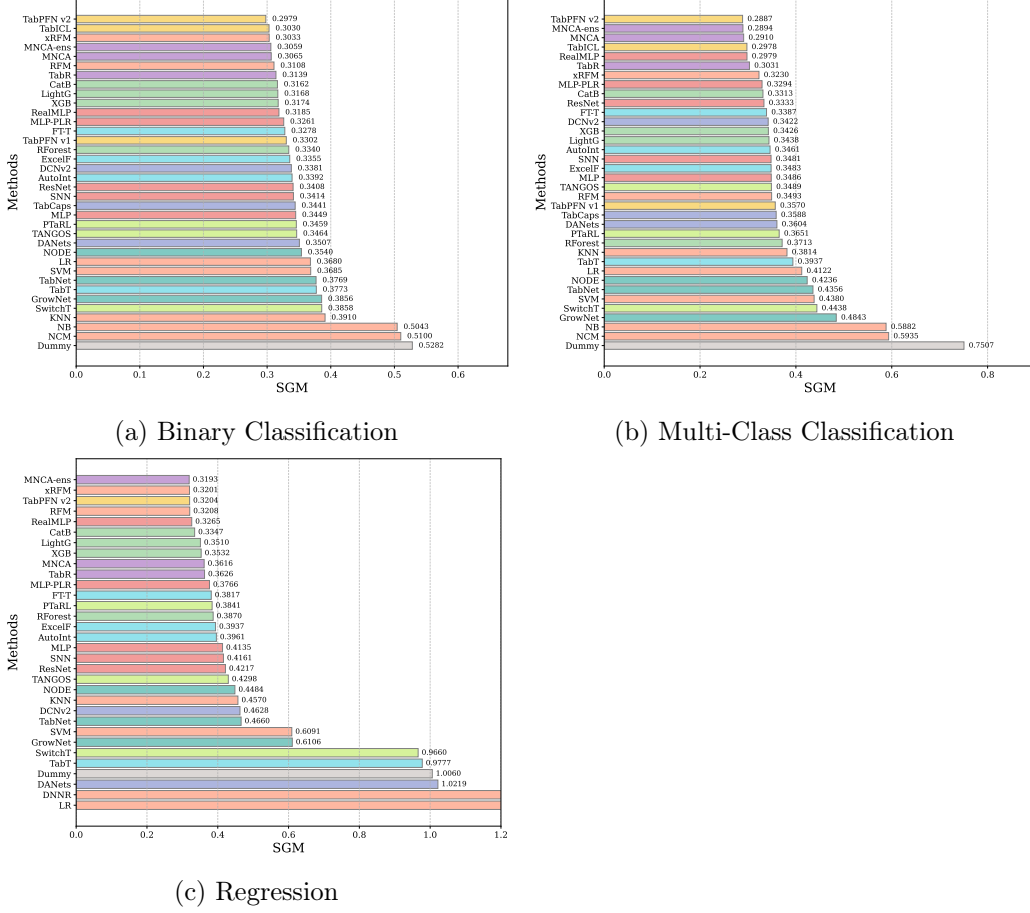 TabPFN v2 0.2979
TabICL 0.3030
xRFM 0.3033
MNCA-ens 0.3059
MNCA 0.3065
RFM 0.3108
TabR 0.3139
CatB 0.3162
LightG 0.3168
XGB 0.3174
RealMLP 0.3185
MLP-PLR 0.3261
FT-T 0.3278
TabPFN v1 0.3302
RForest 0.3340
ExcelF 0.3355
DCNv2 0.3381
AutoInt 0.3392
ResNet 0.3408
SNN 0.3414
TabCaps 0.3441
MLP 0.3449
PTaRL 0.3459
TANGOS 0.3464
DANets 0.3507
NODE 0.3540
LR 0.3680
SVM 0.3685
TabNet 0.3769
TabT 0.3773
GrowNet 0.3856
SwitchT 0.3858
KNN 0.3910
NB 0.5043
NCM 0.5100
Dummy 0.5282
Methods
0.0 0.1 0.2 0.3 0.4 0.5 0.6
SGM
(a) Binary Classification
TabPFN v2 0.2887
MNCA-ens 0.2894
MNCA 0.2910
TabICL 0.2978
RealMLP 0.2979
TabR 0.3031
xRFM 0.3230
MLP-PLR 0.3294
CatB 0.3313
ResNet 0.3333
FT-T 0.3387
DCNv2 0.3422
XGB 0.3426
LightG 0.3438
AutoInt 0.3461
SNN 0.3481
ExcelF 0.3483
MLP 0.3486
TANGOS 0.3489
RFM 0.3493
TabPFN v1 0.3570
TabCaps 0.3588
DANets 0.3604
PTaRL 0.3651
RForest 0.3713
KNN 0.3814
TabT 0.3937
LR 0.4122
NODE 0.4236
TabNet 0.4356
SVM 0.4380
SwitchT 0.4438
GrowNet 0.4843
NB 0.5882
NCM 0.5935
Dummy 0.7507
Methods
0.0 0.2 0.4 0.6 0.8
SGM
(b) Multi-Class Classification
MNCA-ens 0.3193
xRFM 0.3201
TabPFN v2 0.3204
RFM 0.3208
RealMLP 0.3265
CatB 0.3347
LightG 0.3510
XGB 0.3532
MNCA 0.3616
TabR 0.3626
MLP-PLR 0.3766
FT-T 0.3817
PTaRL 0.3841
RForest 0.3870
ExcelF 0.3937
AutoInt 0.3961
MLP 0.4135
SNN 0.4161
ResNet 0.4217
TANGOS 0.4298
NODE 0.4484
KNN 0.4570
DCNv2 0.4628
TabNet 0.4660
SVM 0.6091
GrowNet 0.6106
SwitchT 0.9660
TabT 0.9777
Dummy 1.0060
DANets 1.0219
DNNR
LR
Methods
0.0 0.2 0.4 0.6 0.8 1.0 1.2
SGM
(c) Regression